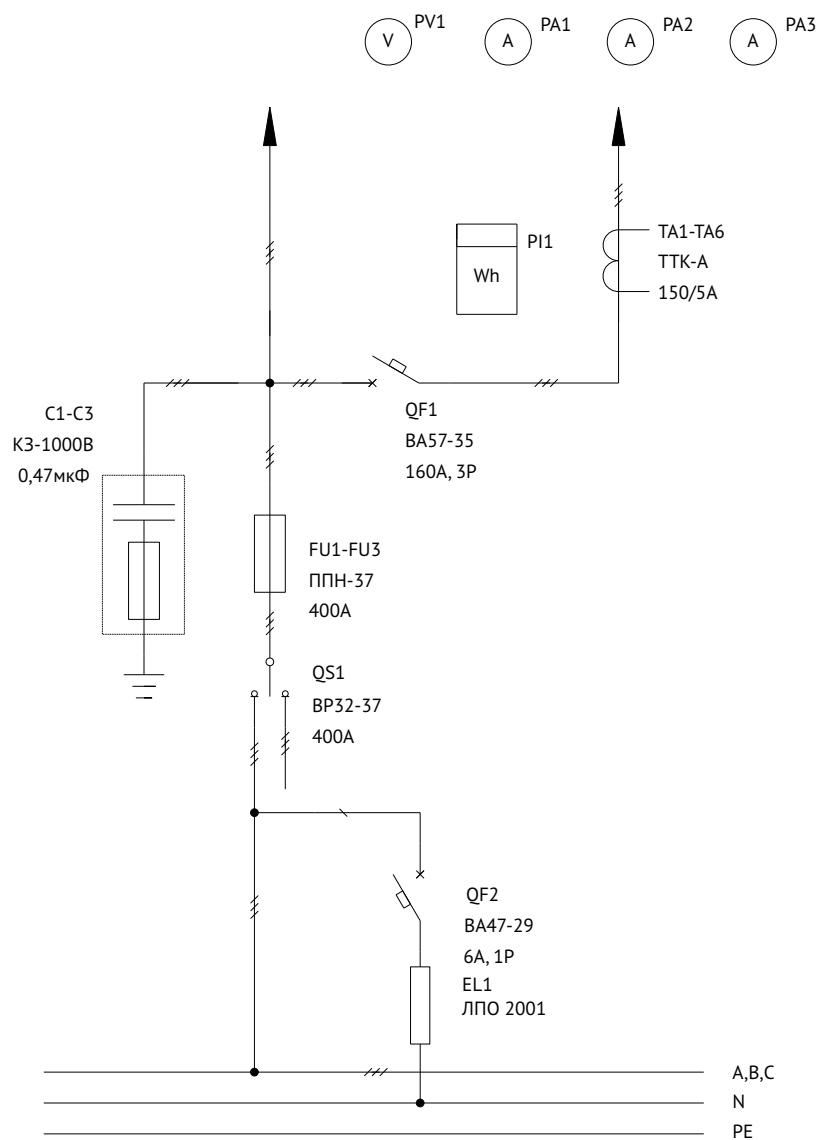 V
PV1
A
PA1
A
PA2
A
PA3
PI1
Wh
TA1-TA6
ТТК-А
150/5А
C1-C3
КЗ-1000В
0,47мкФ
QF1
ВА57-35
160А, 3Р
FU1-FU3
ППН-37
400А
QS1
ВР32-37
400А
QF2
ВА47-29
6А, 1Р
EL1
ЛПО 2001
A,B,C
N
PE